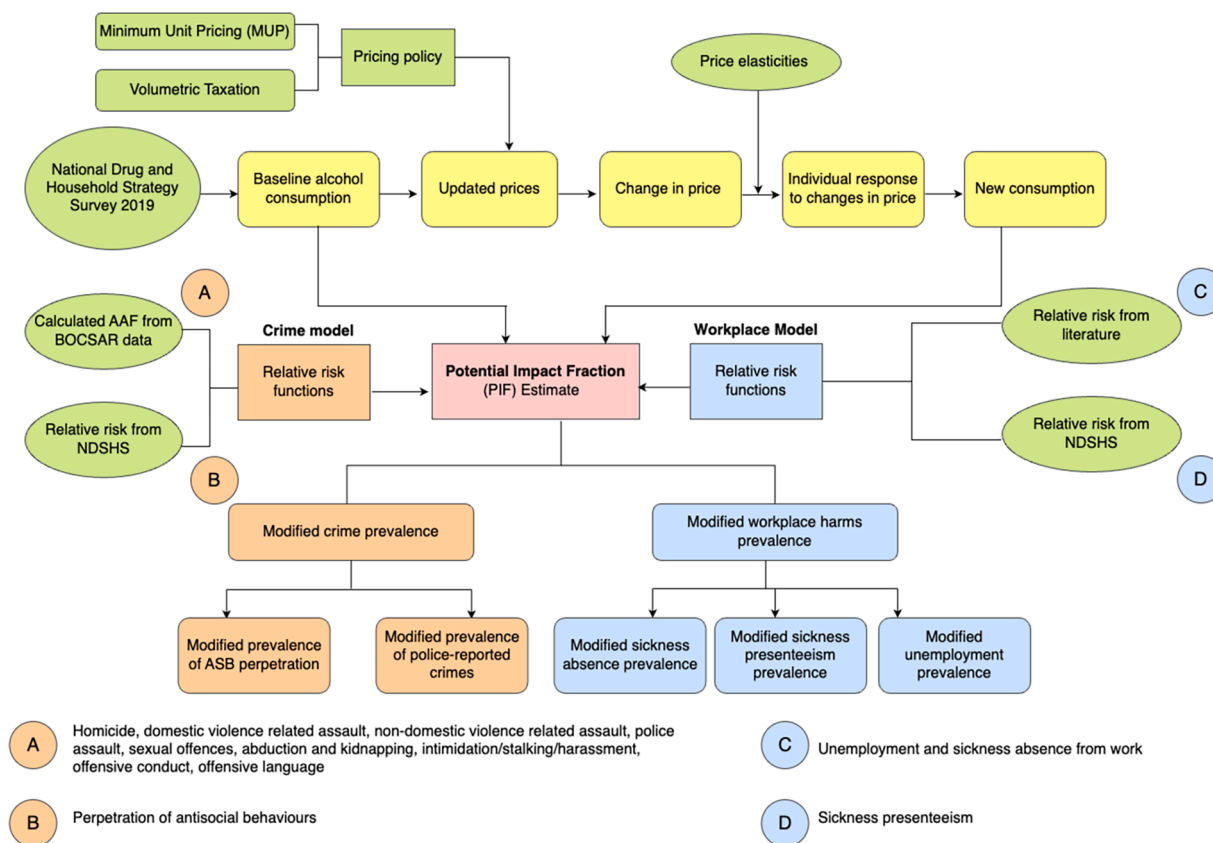 Minimum Unit Pricing (MUP)
Pricing policy
Volumetric Taxation
Price elasticities
National Drug and
Household Strategy
Survey 2019
Baseline alcohol
consumption
Updated prices
Change in price
Individual response
to changes in price
New consumption
A
Calculated AAF from
BOCSAR data
Crime model
Relative risk
functions
Potential Impact Fraction
(PIF) Estimate
Workplace Model
Relative risk
functions
C
Relative risk from
literature
Relative risk from
NDSHS
B
Relative risk from
NDSHS
D
Modified crime prevalence
Modified workplace harms
prevalence
Modified prevalence
of ASB perpetration
Modified prevalence
of police-reported
crimes
Modified sickness
absence prevalence
Modified sickness
presenteeism
prevalence
Modified
unemployment
prevalence
A
Homicide, domestic violence related assault, non-domestic violence related assault, police
assault, sexual offences, abduction and kidnapping, intimidation/stalking/harassment,
offensive conduct, offensive language
C
Unemployment and sickness absence from work
B
Perpetration of antisocial behaviours
D
Sickness presenteeism